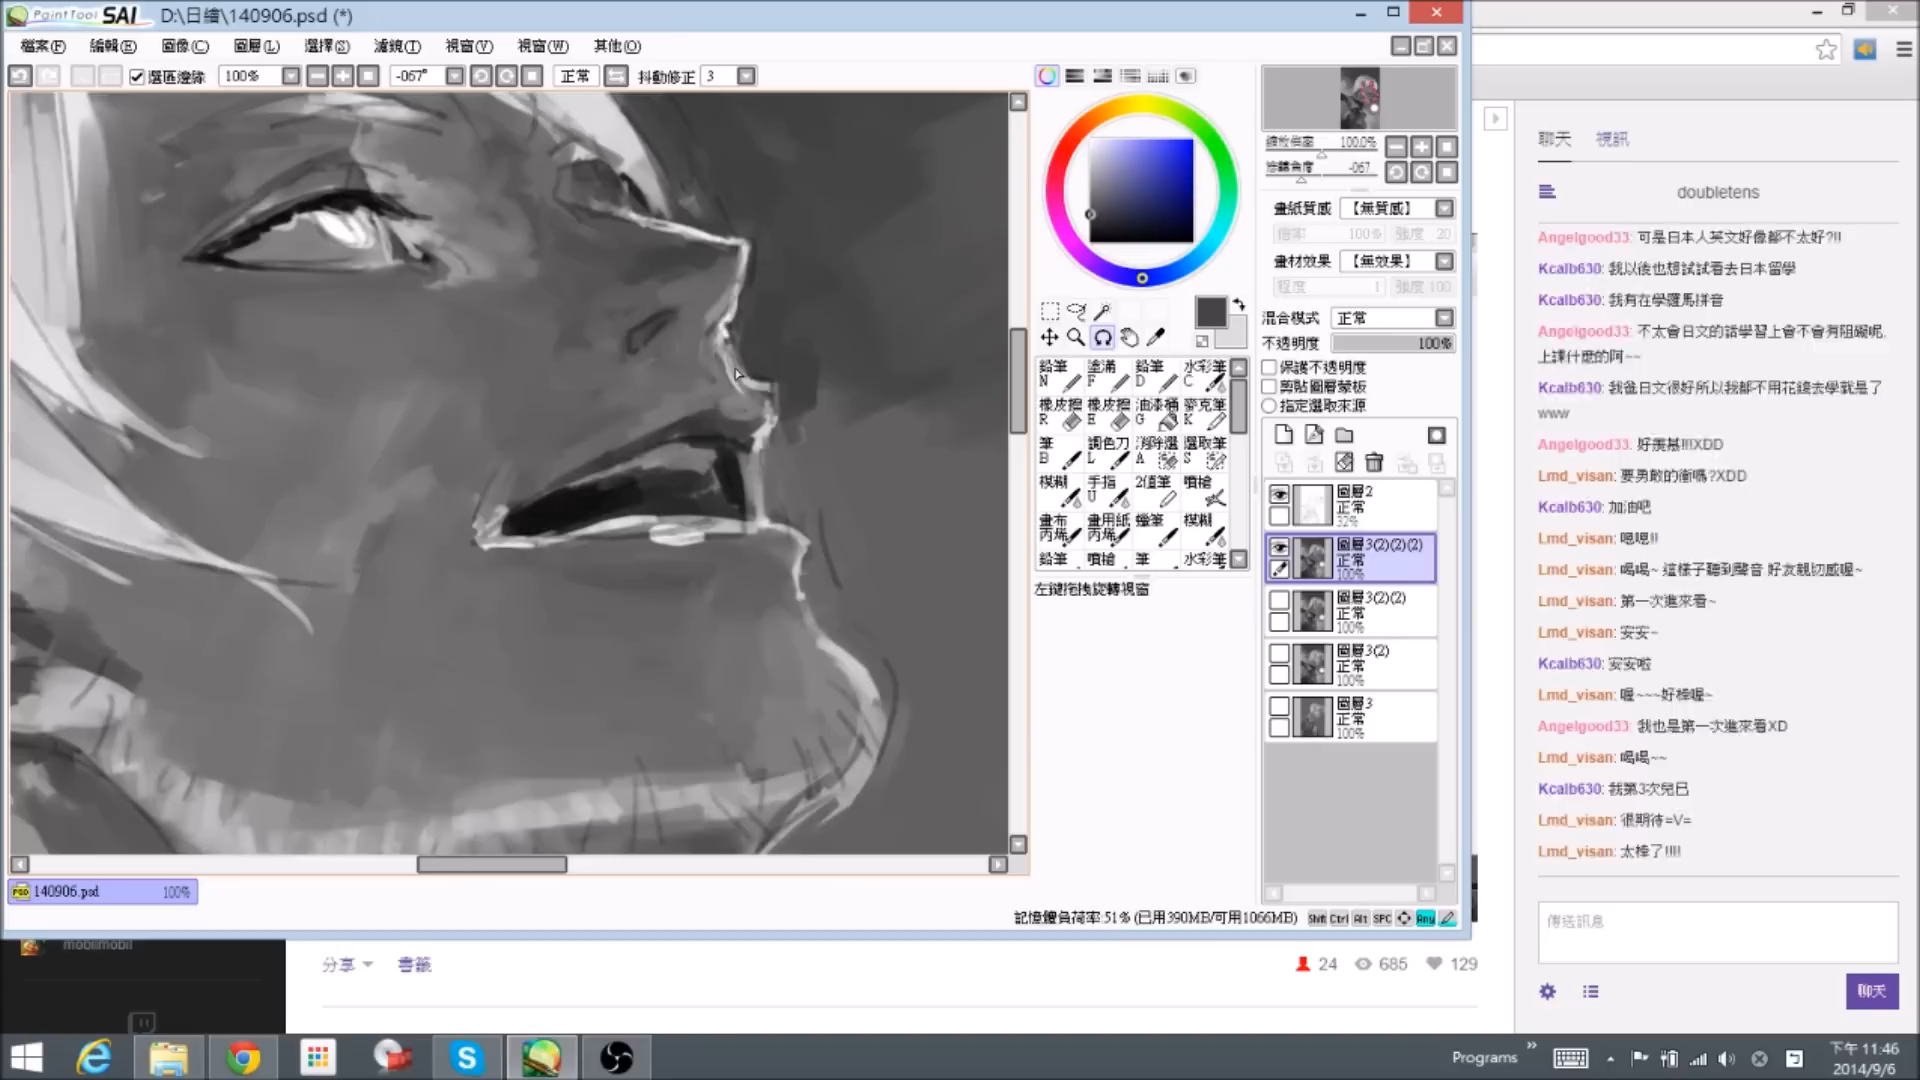 PaintTool SAI D:\日繪\140906.psd (*)
檔案(F) 編輯(E) 圖像(C) 圖層(L) 選擇(S) 濾鏡(T) 視窗(V) 視窗(W) 其他(O)
選區邊緣 100% -067° 正常 抖動修正 3
100.0%
-067
畫紙質感 【無質感】
倍率 100% 強度 20
畫材效果 【無效果】
程度 1 強度 100
混合模式 正常
不透明度 100%
保護不透明度
剪貼圖層蒙板
指定選取來源
鉛筆 塗滿 鉛筆 水彩筆
N F D C
橡皮擦 橡皮擦 油漆桶 麥克筆
R E G K
筆 調色刀 消除選 選取筆
B L A S
模糊 手指 2值筆 噴槍
U
畫布 畫用紙 蠟筆 模糊
丙烯 丙烯
鉛筆 噴槍 筆 水彩筆
左鍵拖拽旋轉視窗
圖層2
正常
32%
圖層3(2)(2)(2)
正常
100%
圖層3(2)(2)
正常
100%
圖層3(2)
正常
100%
圖層3
正常
100%
140906.psd 100%
記憶體負荷率:51% (已用390MB/可用1066MB) Shft Ctrl Alt SPC Any
聊天 視訊
doubletens
Angelgood33: 可是日本人英文好像都不太好?!!
Kcalb630: 我以後也想試試看去日本留學
Kcalb630: 我有在學羅馬拼音
Angelgood33: 不太會日文的話學習上會不會有阻礙呢,
上課什麼的阿~~
Kcalb630: 我爸日文很好所以我都不用花錢去學就是了
www
Angelgood33: 好羨慕!!!XDD
Lmd_visan: 要勇敢的衝嗎?XDD
Kcalb630: 加油吧
Lmd_visan: 嗯嗯!!
Lmd_visan: 喝喝~ 這樣子聽到聲音 好友親切感喔~
Lmd_visan: 第一次進來看~
Lmd_visan: 安安~
Kcalb630: 安安啦
Lmd_visan: 喔~~~好棒喔~
Angelgood33: 我也是第一次進來看XD
Lmd_visan: 喝喝~~
Kcalb630: 我第3次兒已
Lmd_visan: 很期待=V=
Lmd_visan: 太棒了!!!!
傳送訊息
聊天
mobilmobil
分享 書籤
24 685 129
Programs
下午 11:46
2014/9/6